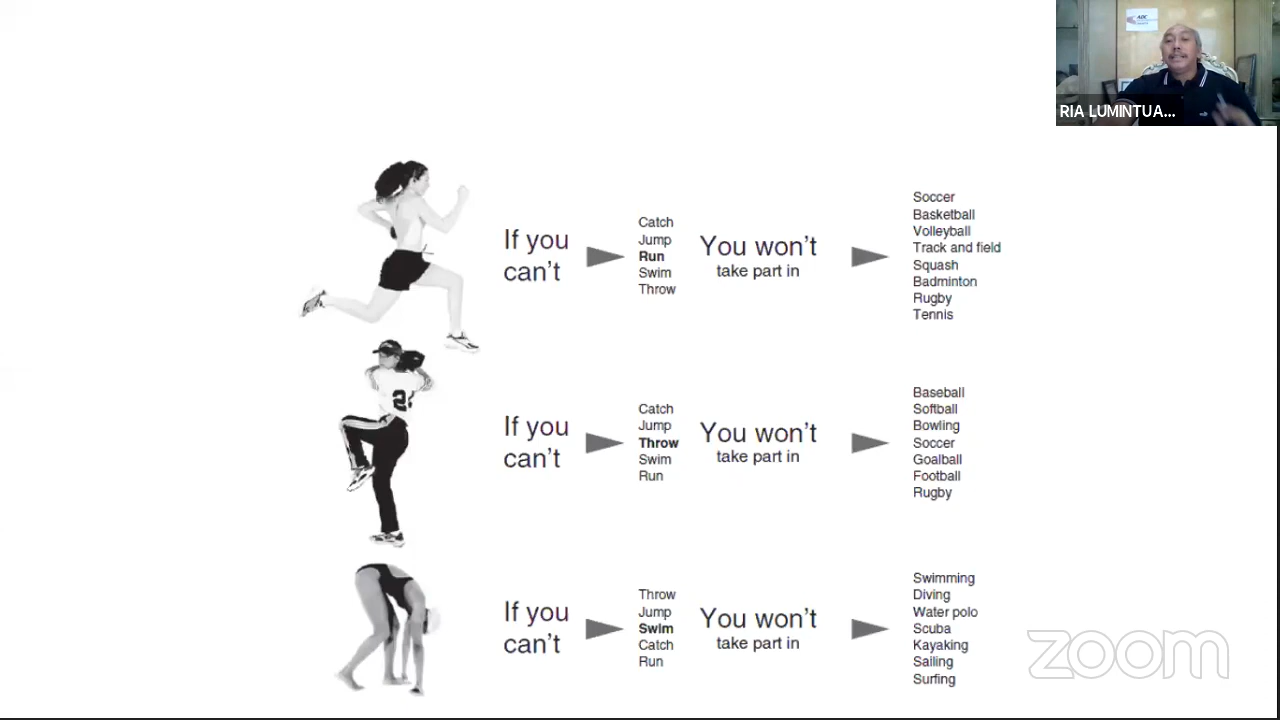 ADC
RIA LUMINTUA...
If you
can't
Catch
Jump
Run
Swim
Throw
You won't
take part in
Soccer
Basketball
Volleyball
Track and field
Squash
Badminton
Rugby
Tennis
If you
can't
Catch
Jump
Throw
Swim
Run
You won't
take part in
Baseball
Softball
Bowling
Soccer
Goalball
Football
Rugby
If you
can't
Throw
Jump
Swim
Catch
Run
You won't
take part in
Swimming
Diving
Water polo
Scuba
Kayaking
Sailing
Surfing
zoom